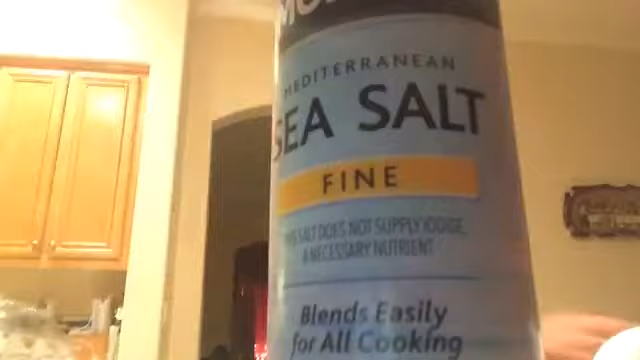 MEDITERRANEAN
SEA SALT
FINE
THIS SALT DOES NOT SUPPLY IODIDE,
A NECESSARY NUTRIENT
Blends Easily
for All Cooking